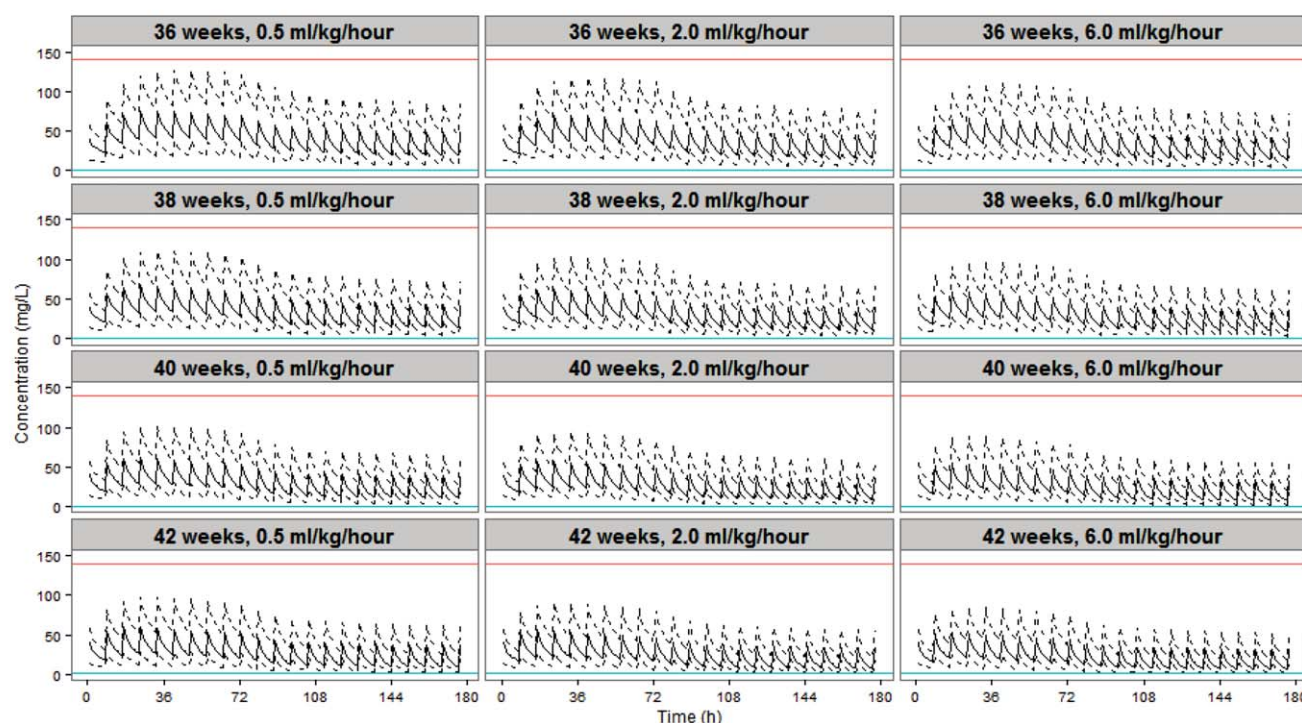 36 weeks, 0.5 ml/kg/hour
36 weeks, 2.0 ml/kg/hour
36 weeks, 6.0 ml/kg/hour
150
100
50
0
38 weeks, 0.5 ml/kg/hour
38 weeks, 2.0 ml/kg/hour
38 weeks, 6.0 ml/kg/hour
150
100
50
0
40 weeks, 0.5 ml/kg/hour
40 weeks, 2.0 ml/kg/hour
40 weeks, 6.0 ml/kg/hour
150
100
50
0
42 weeks, 0.5 ml/kg/hour
42 weeks, 2.0 ml/kg/hour
42 weeks, 6.0 ml/kg/hour
150
100
50
0
Concentration (mg/L)
0 36 72 108 144 180
0 36 72 108 144 180
0 36 72 108 144 180
Time (h)